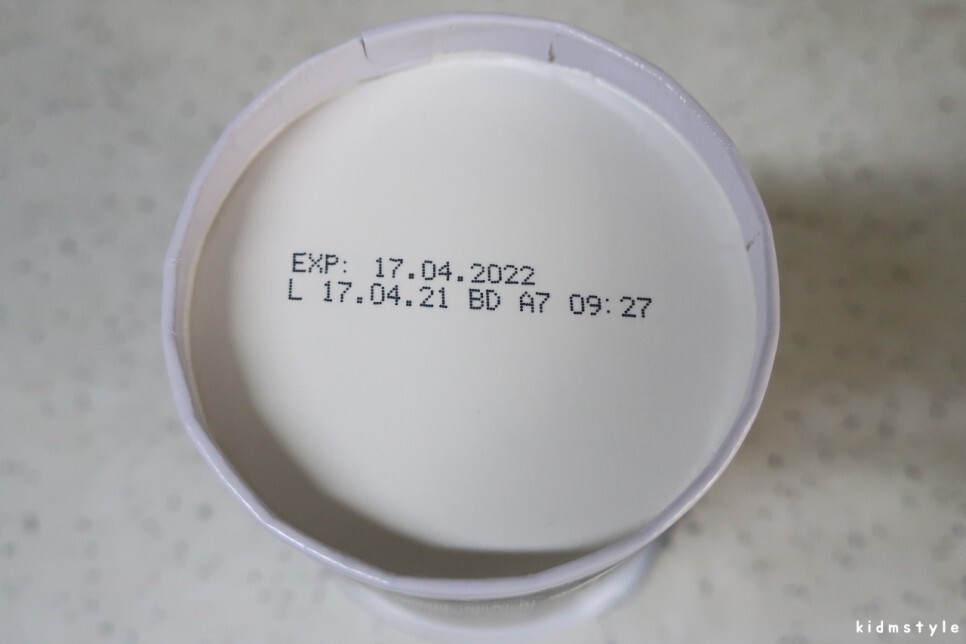 EXP: 17.04.2022
L 17.04.21 BD A7 09:27
kidmstyle